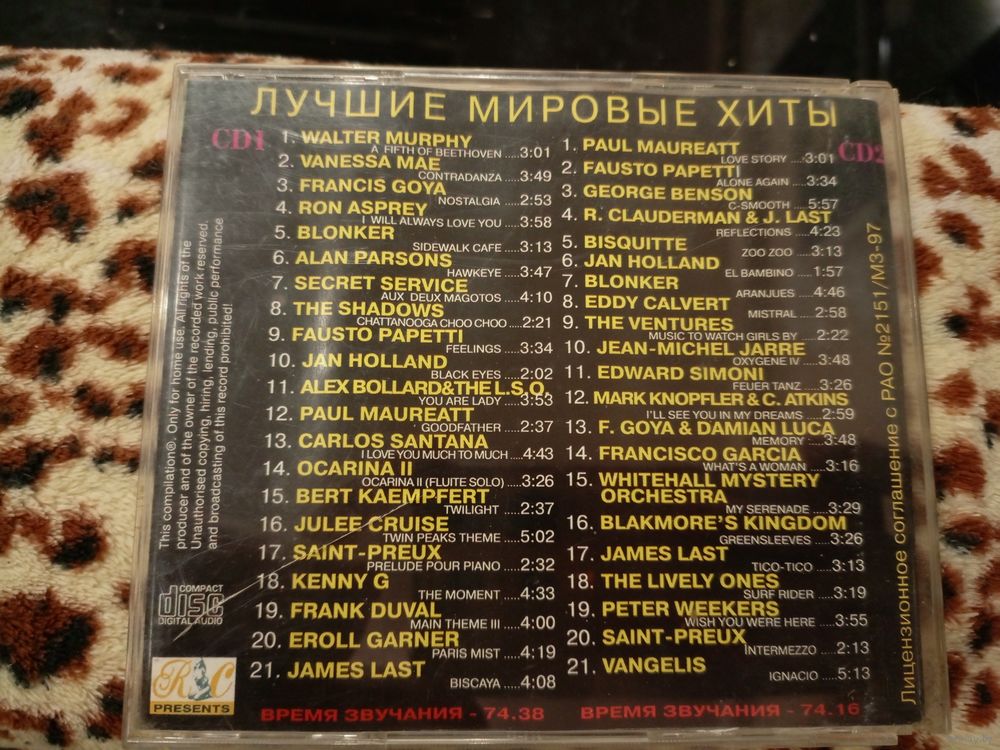 ЛУЧШИЕ МИРОВЫЕ ХИТЫ
CD1
1. WALTER MURPHY
A FIFTH OF BEETHOVEN ....3:01
2. VANESSA MAE
CONTRADANZA ....3:49
3. FRANCIS GOYA
NOSTALGIA ....2:53
4. RON ASPREY
I WILL ALWAYS LOVE YOU ....3:58
5. BLONKER
SIDEWALK CAFE ....3:13
6. ALAN PARSONS
HAWKEYE ....3:47
7. SECRET SERVICE
AUX DEUX MAGOTOS ....4:10
8. THE SHADOWS
CHATTANOOGA CHOO CHOO ....2:21
9. FAUSTO PAPETTI
FEELINGS ....3:34
10. JAN HOLLAND
BLACK EYES ....2:02
11. ALEX BOLLARD&THE L.S.O.
YOU ARE LADY ....3:53
12. PAUL MAUREATT
GOODFATHER ....2:37
13. CARLOS SANTANA
I LOVE YOU MUCH TO MUCH ....4:43
14. OCARINA II
OCARINA II (FLUITE SOLO) ....3:26
15. BERT KAEMPFERT
TWILIGHT ....2:37
16. JULEE CRUISE
TWIN PEAKS THEME ....5:02
17. SAINT-PREUX
PRELUDE POUR PIANO ....2:32
18. KENNY G
THE MOMENT ....4:33
19. FRANK DUVAL
MAIN THEME III ....4:00
20. EROLL GARNER
PARIS MIST ....4:19
21. JAMES LAST
BISCAYA ....4:08
ВРЕМЯ ЗВУЧАНИЯ - 74.38
CD2
1. PAUL MAUREATT
LOVE STORY ....3:01
2. FAUSTO PAPETTI
ALONE AGAIN ....3:34
3. GEORGE BENSON
C-SMOOTH ....5:57
4. R. CLAUDERMAN & J. LAST
REFLECTIONS ....4:23
5. BISQUITTE
ZOO ZOO ....3:13
6. JAN HOLLAND
EL BAMBINO ....1:57
7. BLONKER
ARANJUES ....4:46
8. EDDY CALVERT
MISTRAL ....2:58
9. THE VENTURES
MUSIC TO WATCH GIRLS BY ....2:22
10. JEAN-MICHEL JARRE
OXYGENE IV ....3:48
11. EDWARD SIMONI
FEUER TANZ ....3:26
12. MARK KNOPFLER & C. ATKINS
I'LL SEE YOU IN MY DREAMS ....2:59
13. F. GOYA & DAMIAN LUCA
MEMORY ....3:48
14. FRANCISCO GARCIA
WHAT'S A WOMAN ....3:16
15. WHITEHALL MYSTERY
ORCHESTRA
MY SERENADE ....3:29
16. BLAKMORE'S KINGDOM
GREENSLEEVES ....3:26
17. JAMES LAST
TICO-TICO ....3:13
18. THE LIVELY ONES
SURF RIDER ....3:19
19. PETER WEEKERS
WISH YOU WERE HERE ....3:55
20. SAINT-PREUX
INTERMEZZO ....2:13
21. VANGELIS
IGNACIO ....5:13
ВРЕМЯ ЗВУЧАНИЯ - 74.16
This compilation®. Only for home use. All rights of the
producer and of the owner of the recorded work reserved.
Unauthorised copying, hiring, lending, public performance
and broadcasting of this record prohibited!
COMPACT
disc
DIGITAL AUDIO
R C
PRESENTS
Лицензионное соглашение с РАО №2151/МЗ-97